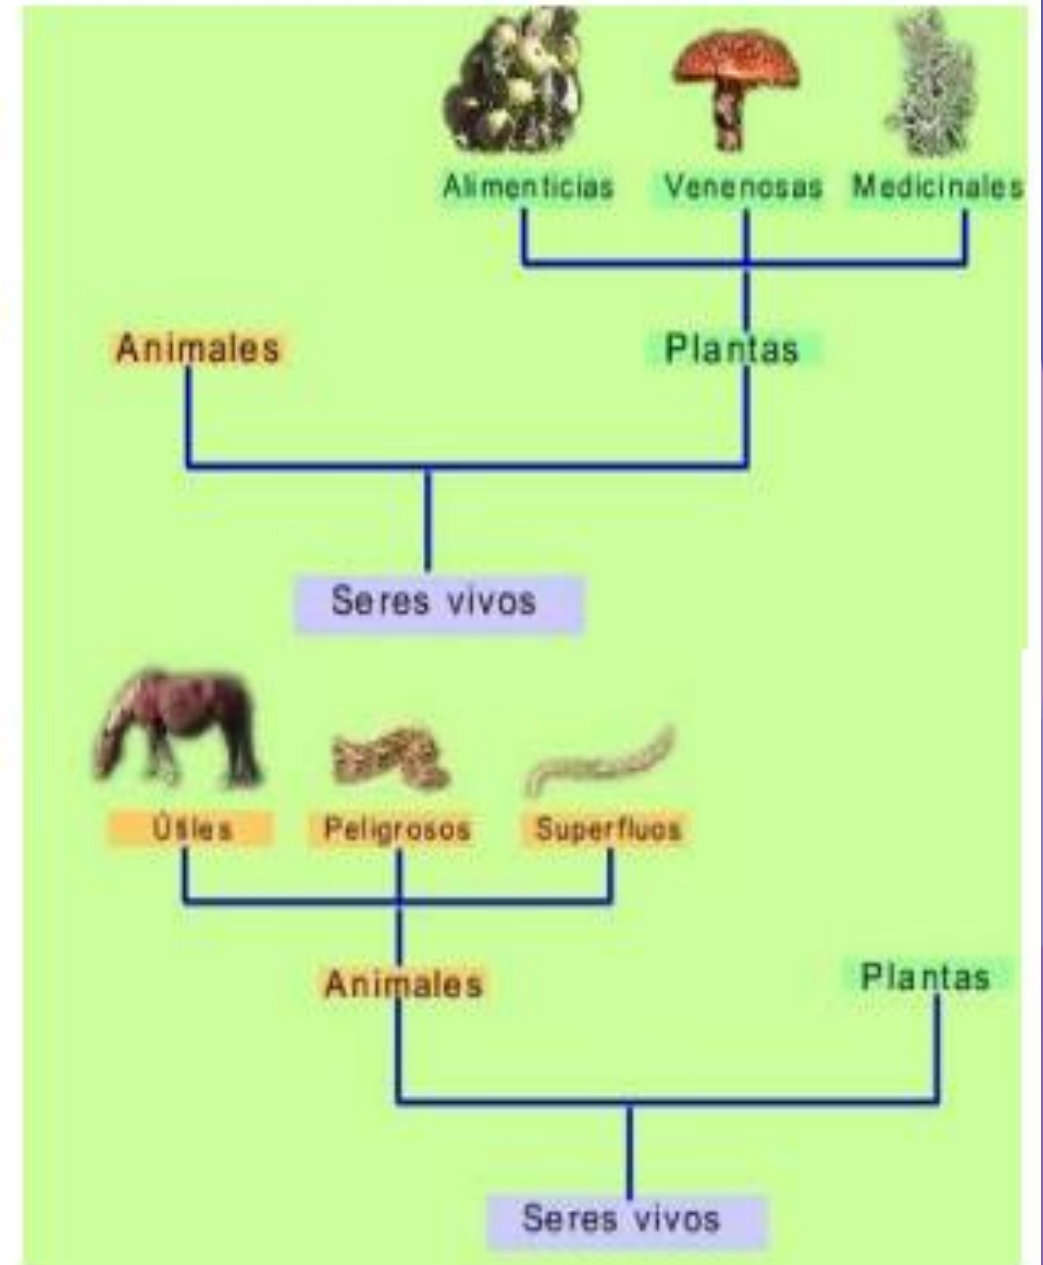 Alimenticias Venenosas Medicinales
Animales Plantas
Seres vivos
Útiles Peligrosos Superfluos
Animales Plantas
Seres vivos